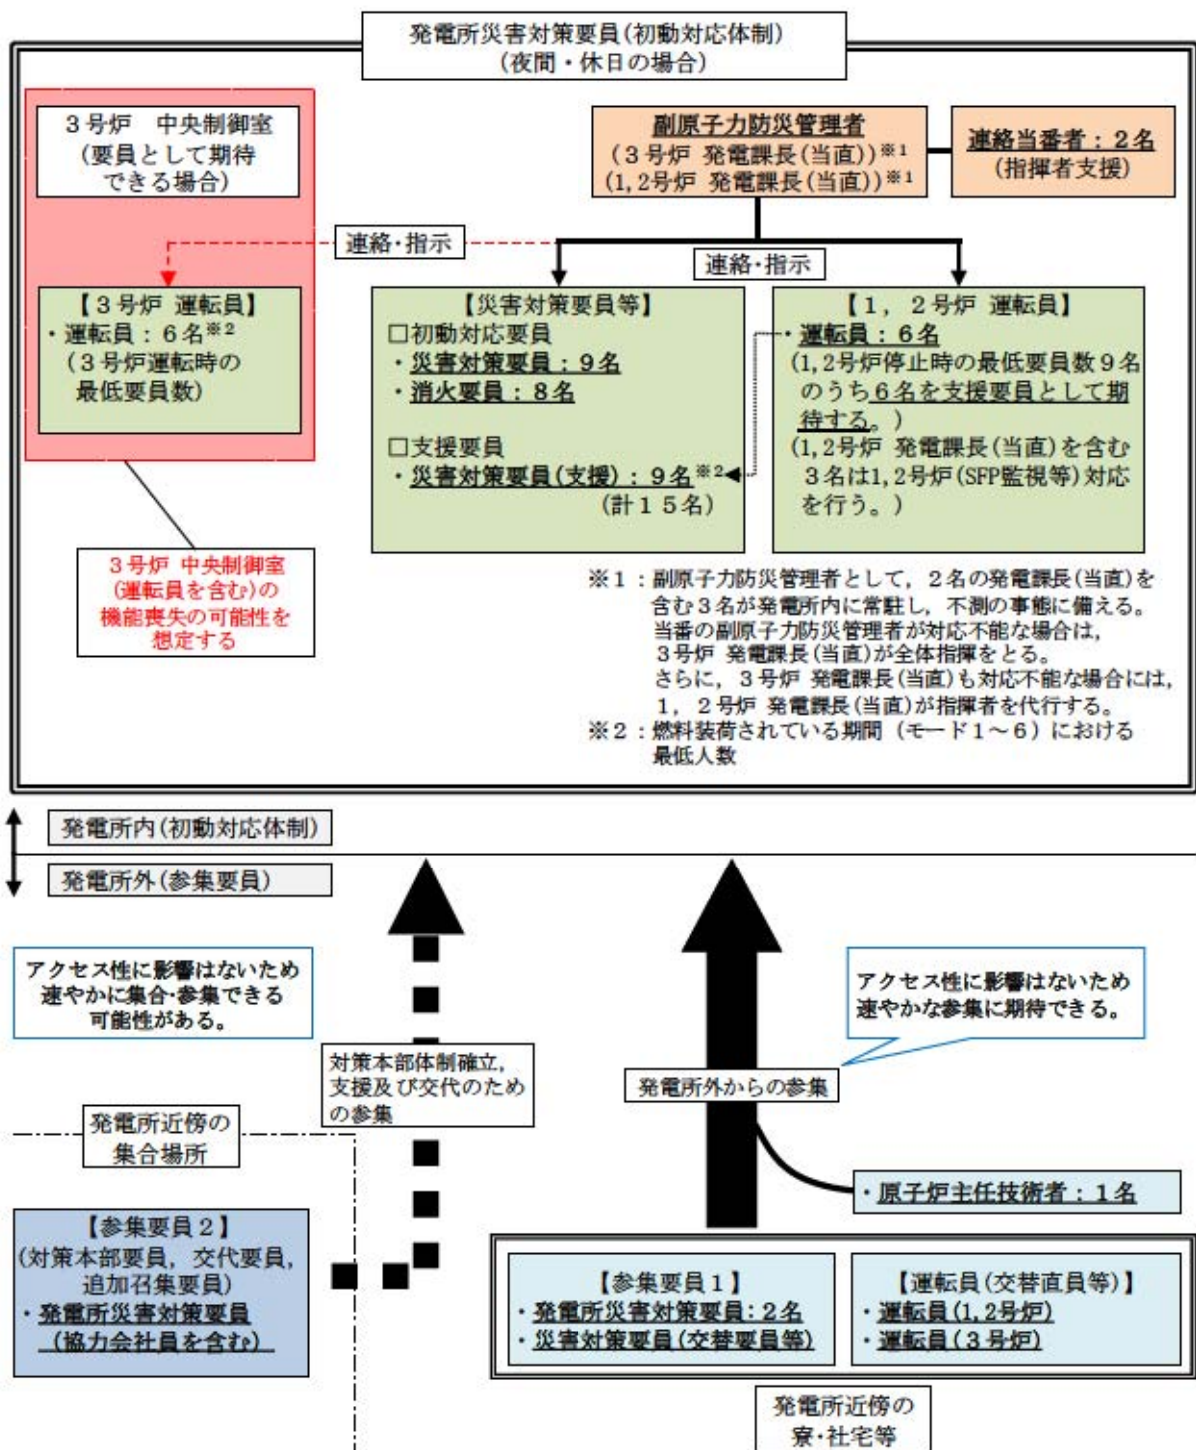 発電所災害対策要員(初動対応体制)
(夜間・休日の場合)
3号炉 中央制御室
(要員として期待
できる場合)
副原子力防災管理者
(3号炉 発電課長(当直))※1
(1,2号炉 発電課長(当直))※1
連絡当番者：2名
(指揮者支援)
連絡・指示
連絡・指示
【3号炉 運転員】
・運転員：6名※2
(3号炉運転時の
最低要員数)
【災害対策要員等】
□初動対応要員
・災害対策要員：9名
・消火要員：8名
□支援要員
・災害対策要員(支援)：9名※2
(計15名)
【1，2号炉 運転員】
・運転員：6名
(1,2号炉停止時の最低要員数9名
のうち6名を支援要員として期
待する。)
(1,2号炉 発電課長(当直)を含む
3名は1,2号炉(SFP監視等)対応
を行う。)
3号炉 中央制御室
(運転員を含む)の
機能喪失の可能性を
想定する
※1：副原子力防災管理者として，2名の発電課長(当直)を
含む3名が発電所内に常駐し，不測の事態に備える。
当番の副原子力防災管理者が対応不能な場合は，
3号炉 発電課長(当直)が全体指揮をとる。
さらに，3号炉 発電課長(当直)も対応不能な場合には，
1，2号炉 発電課長(当直)が指揮者を代行する。
※2：燃料装荷されている期間（モード1～6）における
最低人数
発電所内(初動対応体制)
発電所外(参集要員)
アクセス性に影響はないため
速やかに集合・参集できる
可能性がある。
アクセス性に影響はないため
速やかな参集に期待できる。
対策本部体制確立，
支援及び交代のため
の参集
発電所外からの参集
発電所近傍の
集合場所
・原子炉主任技術者：1名
【参集要員2】
(対策本部要員，交代要員，
追加召集要員)
・発電所災害対策要員
(協力会社員を含む)
【参集要員1】
・発電所災害対策要員：2名
・災害対策要員(交替要員等)
【運転員(交替直員等)】
・運転員(1,2号炉)
・運転員(3号炉)
発電所近傍の
寮・社宅等